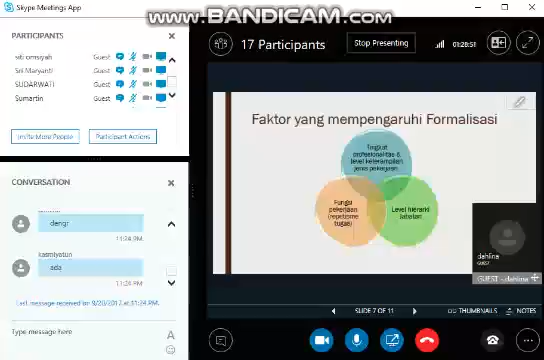 Skype Meetings App
www.BANDICAM.com
PARTICIPANTS
siti omsiyah Guest
Sri Maryanti Guest
SUDARWATI Guest
Sumartin Guest
Invite More People
Participant Actions
CONVERSATION
dengr
11:24 PM
kasmiyatun
ada
11:24 PM
Last message received on 9/20/2017 at 11:24 PM.
Type message here
17 Participants
Stop Presenting
01:28:51
Faktor yang mempengaruhi Formalisasi
Tingkat
profesionalitas &
level keterampilan
jenis pekerjaan
Fungsi
pekerjaan
(repetisme
tugas)
Level hierarki
jabatan
dahlina
GUEST
GUEST - dahlina
SLIDE 7 OF 11
THUMBNAILS
NOTES